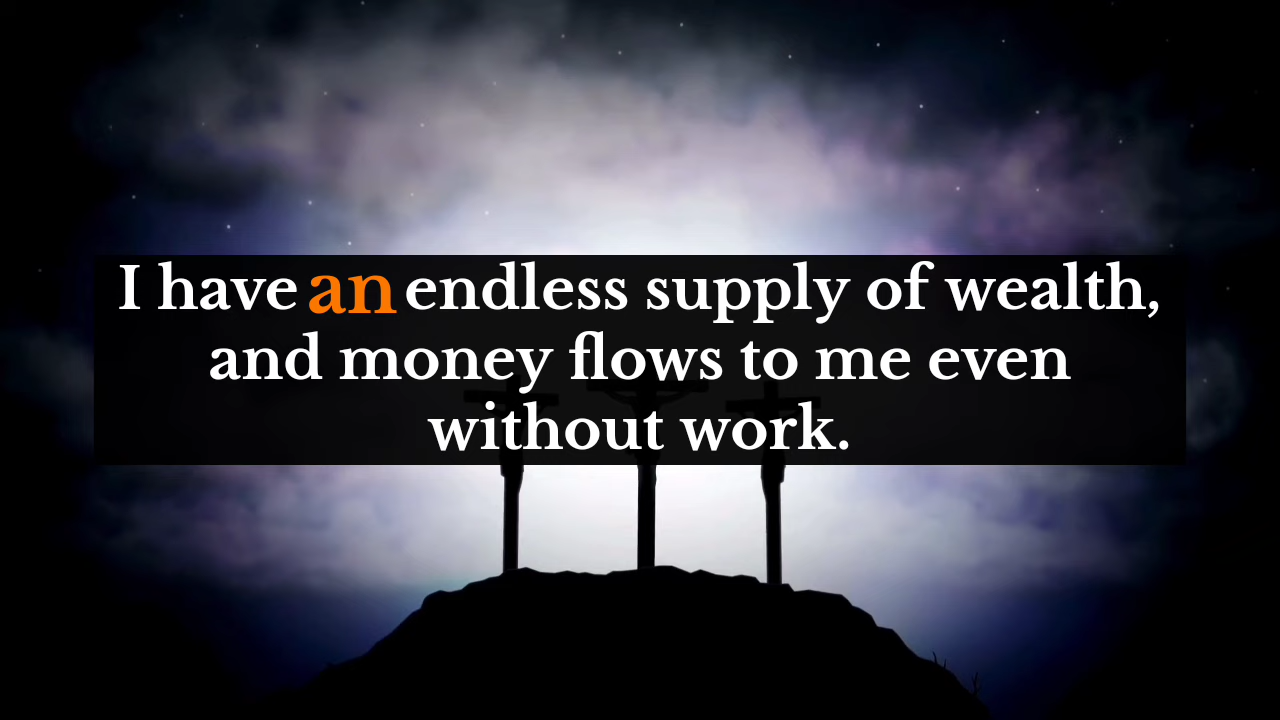 I have an endless supply of wealth,
and money flows to me even
without work.